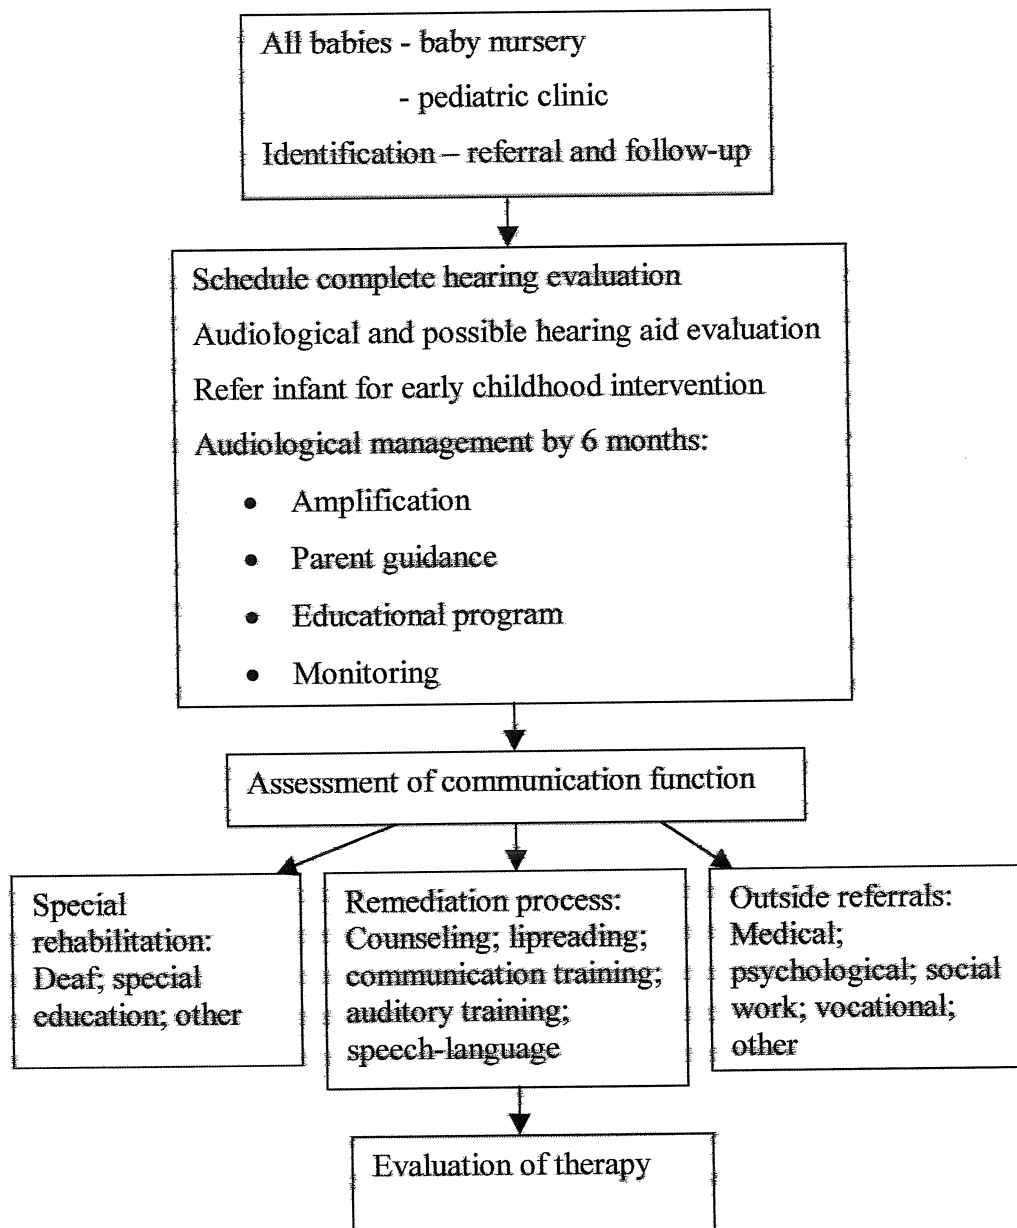 All babies - baby nursery
- pediatric clinic
Identification – referral and follow-up
Schedule complete hearing evaluation
Audiological and possible hearing aid evaluation
Refer infant for early childhood intervention
Audiological management by 6 months:
• Amplification
• Parent guidance
• Educational program
• Monitoring
Assessment of communication function
Special
rehabilitation:
Deaf; special
education; other
Remediation process:
Counseling; lipreading;
communication training;
auditory training;
speech-language
Outside referrals:
Medical;
psychological; social
work; vocational;
other
Evaluation of therapy